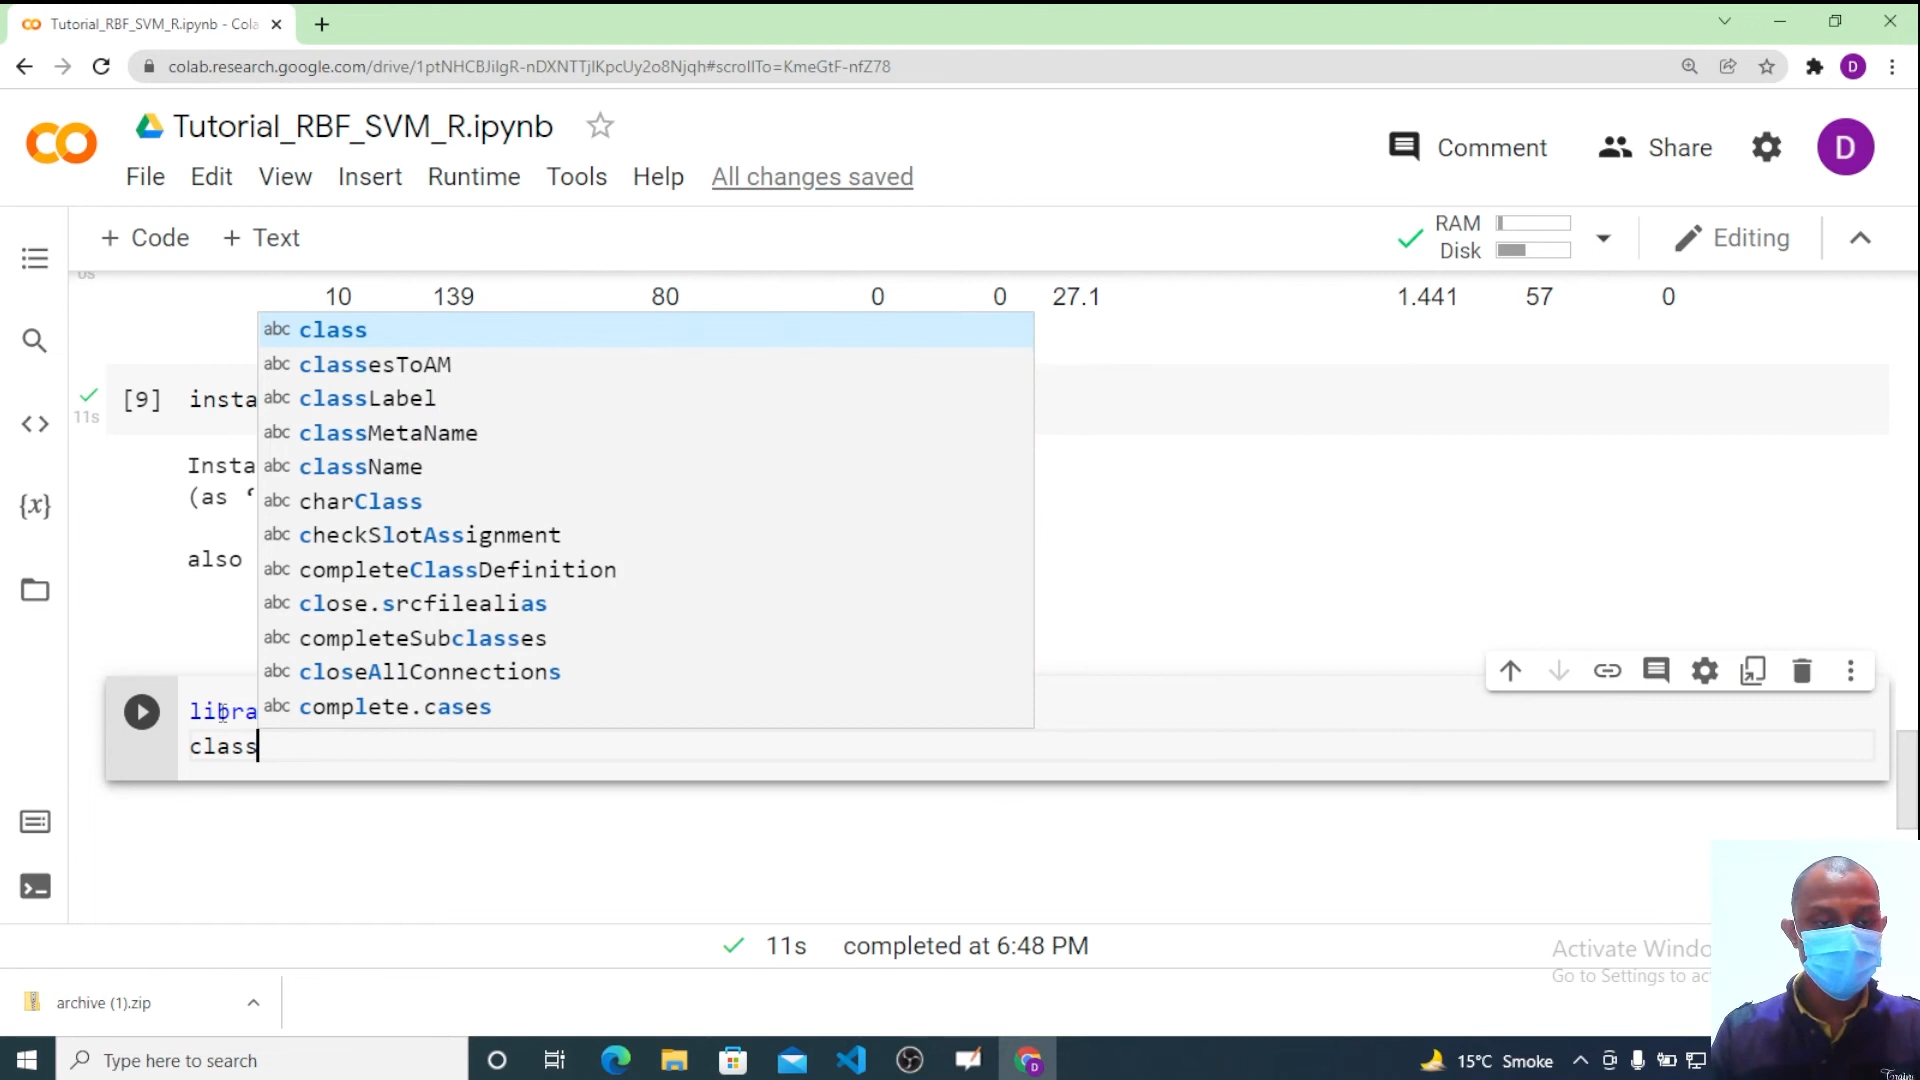 Tutorial_RBF_SVM_R.ipynb - Cola
colab.research.google.com/drive/1ptNHCBJilgR-nDXNTTjlKpcUy2o8Njqh#scrollTo=KmeGtF-nfZ78
D
Tutorial_RBF_SVM_R.ipynb
Comment
Share
D
File Edit View Insert Runtime Tools Help All changes saved
+ Code + Text
RAM
Disk
Editing
0s
10 139 80 0 0 27.1 1.441 57 0
abc class
abc classesToAM
[9] insta
abc classLabel
11s
abc classMetaName
Insta
abc className
(as ‘
abc charClass
abc checkSlotAssignment
also
abc completeClassDefinition
abc close.srcfilealias
abc completeSubclasses
abc closeAllConnections
libra
abc complete.cases
class
11s completed at 6:48 PM
Activate Windo
Go to Settings to ac
archive (1).zip
Type here to search
15°C Smoke